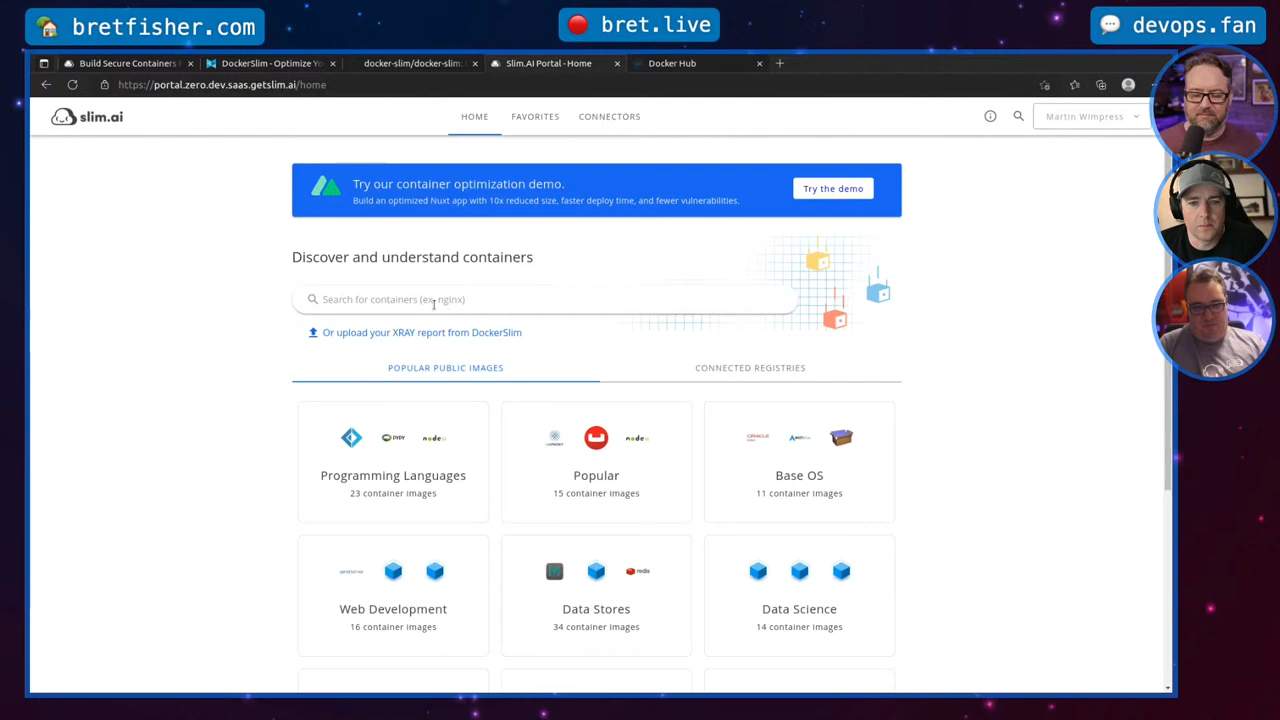 bretfisher.com
bret.live
devops.fan
Build Secure Containers
DockerSlim - Optimize Yo
docker-slim/docker-slim:
Slim.AI Portal - Home
Docker Hub
https://portal.zero.dev.saas.getslim.ai/home
slim.ai
HOME
FAVORITES
CONNECTORS
Martin Wimpress
Try our container optimization demo.
Build an optimized Nuxt app with 10x reduced size, faster deploy time, and fewer vulnerabilities.
Try the demo
Discover and understand containers
Search for containers (ex. nginx)
Or upload your XRAY report from DockerSlim
POPULAR PUBLIC IMAGES
CONNECTED REGISTRIES
PYPY
node
node
ORACLE
Programming Languages
23 container images
Popular
15 container images
Base OS
11 container images
redis
Web Development
16 container images
Data Stores
34 container images
Data Science
14 container images